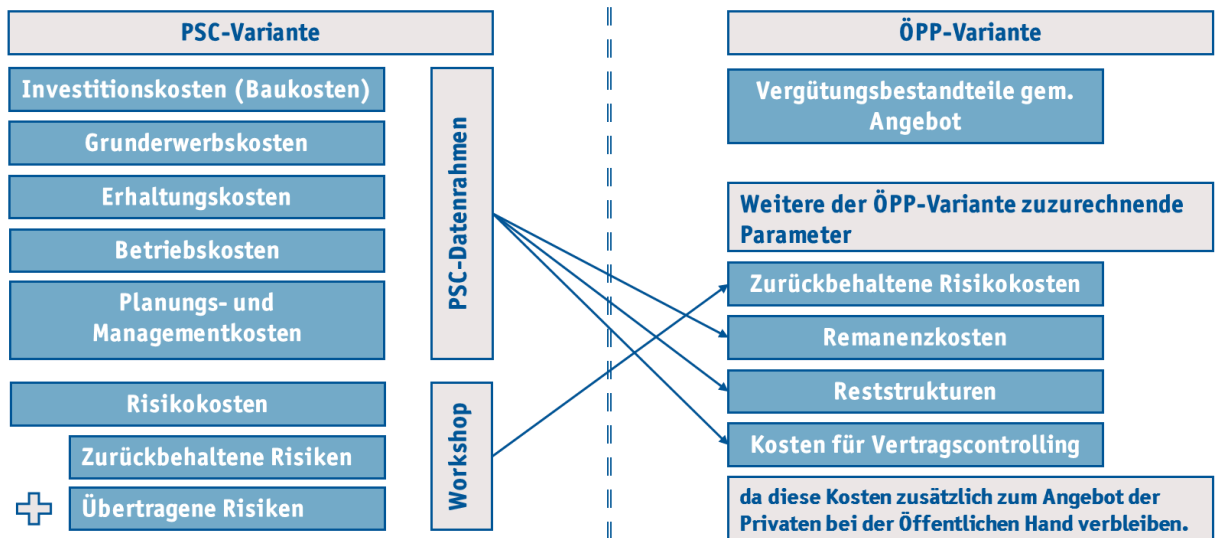 PSC-Variante
Investitionskosten (Baukosten)
Grunderwerbskosten
Erhaltungskosten
Betriebskosten
Planungs- und
Managementkosten
PSC-Datenrahmen
Risikokosten
Zurückbehaltene Risiken
Übertragene Risiken
Workshop
ÖPP-Variante
Vergütungsbestandteile gem.
Angebot
Weitere der ÖPP-Variante zuzurechnende
Parameter
Zurückbehaltene Risikokosten
Remanenzkosten
Reststrukturen
Kosten für Vertragscontrolling
da diese Kosten zusätzlich zum Angebot der
Privaten bei der Öffentlichen Hand verbleiben.